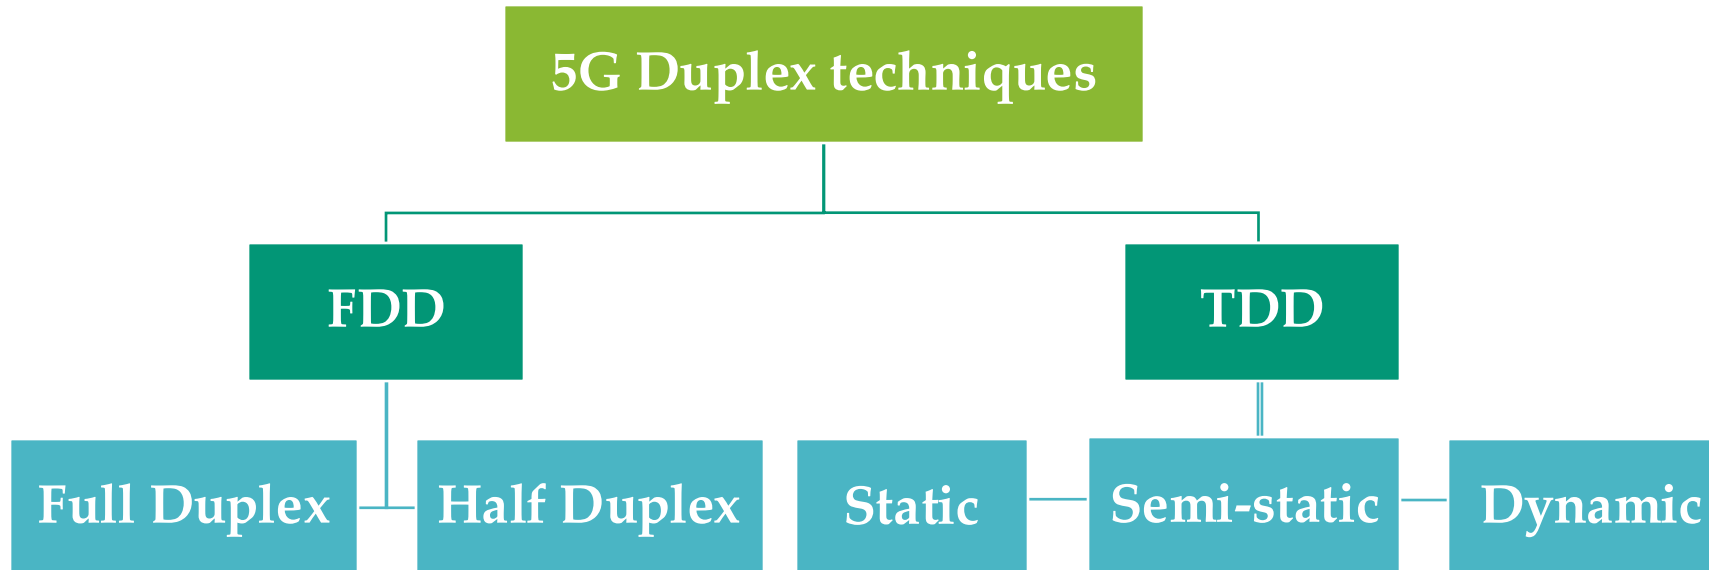 5G Duplex techniques
FDD
TDD
Full Duplex
Half Duplex
Static
Semi-static
Dynamic